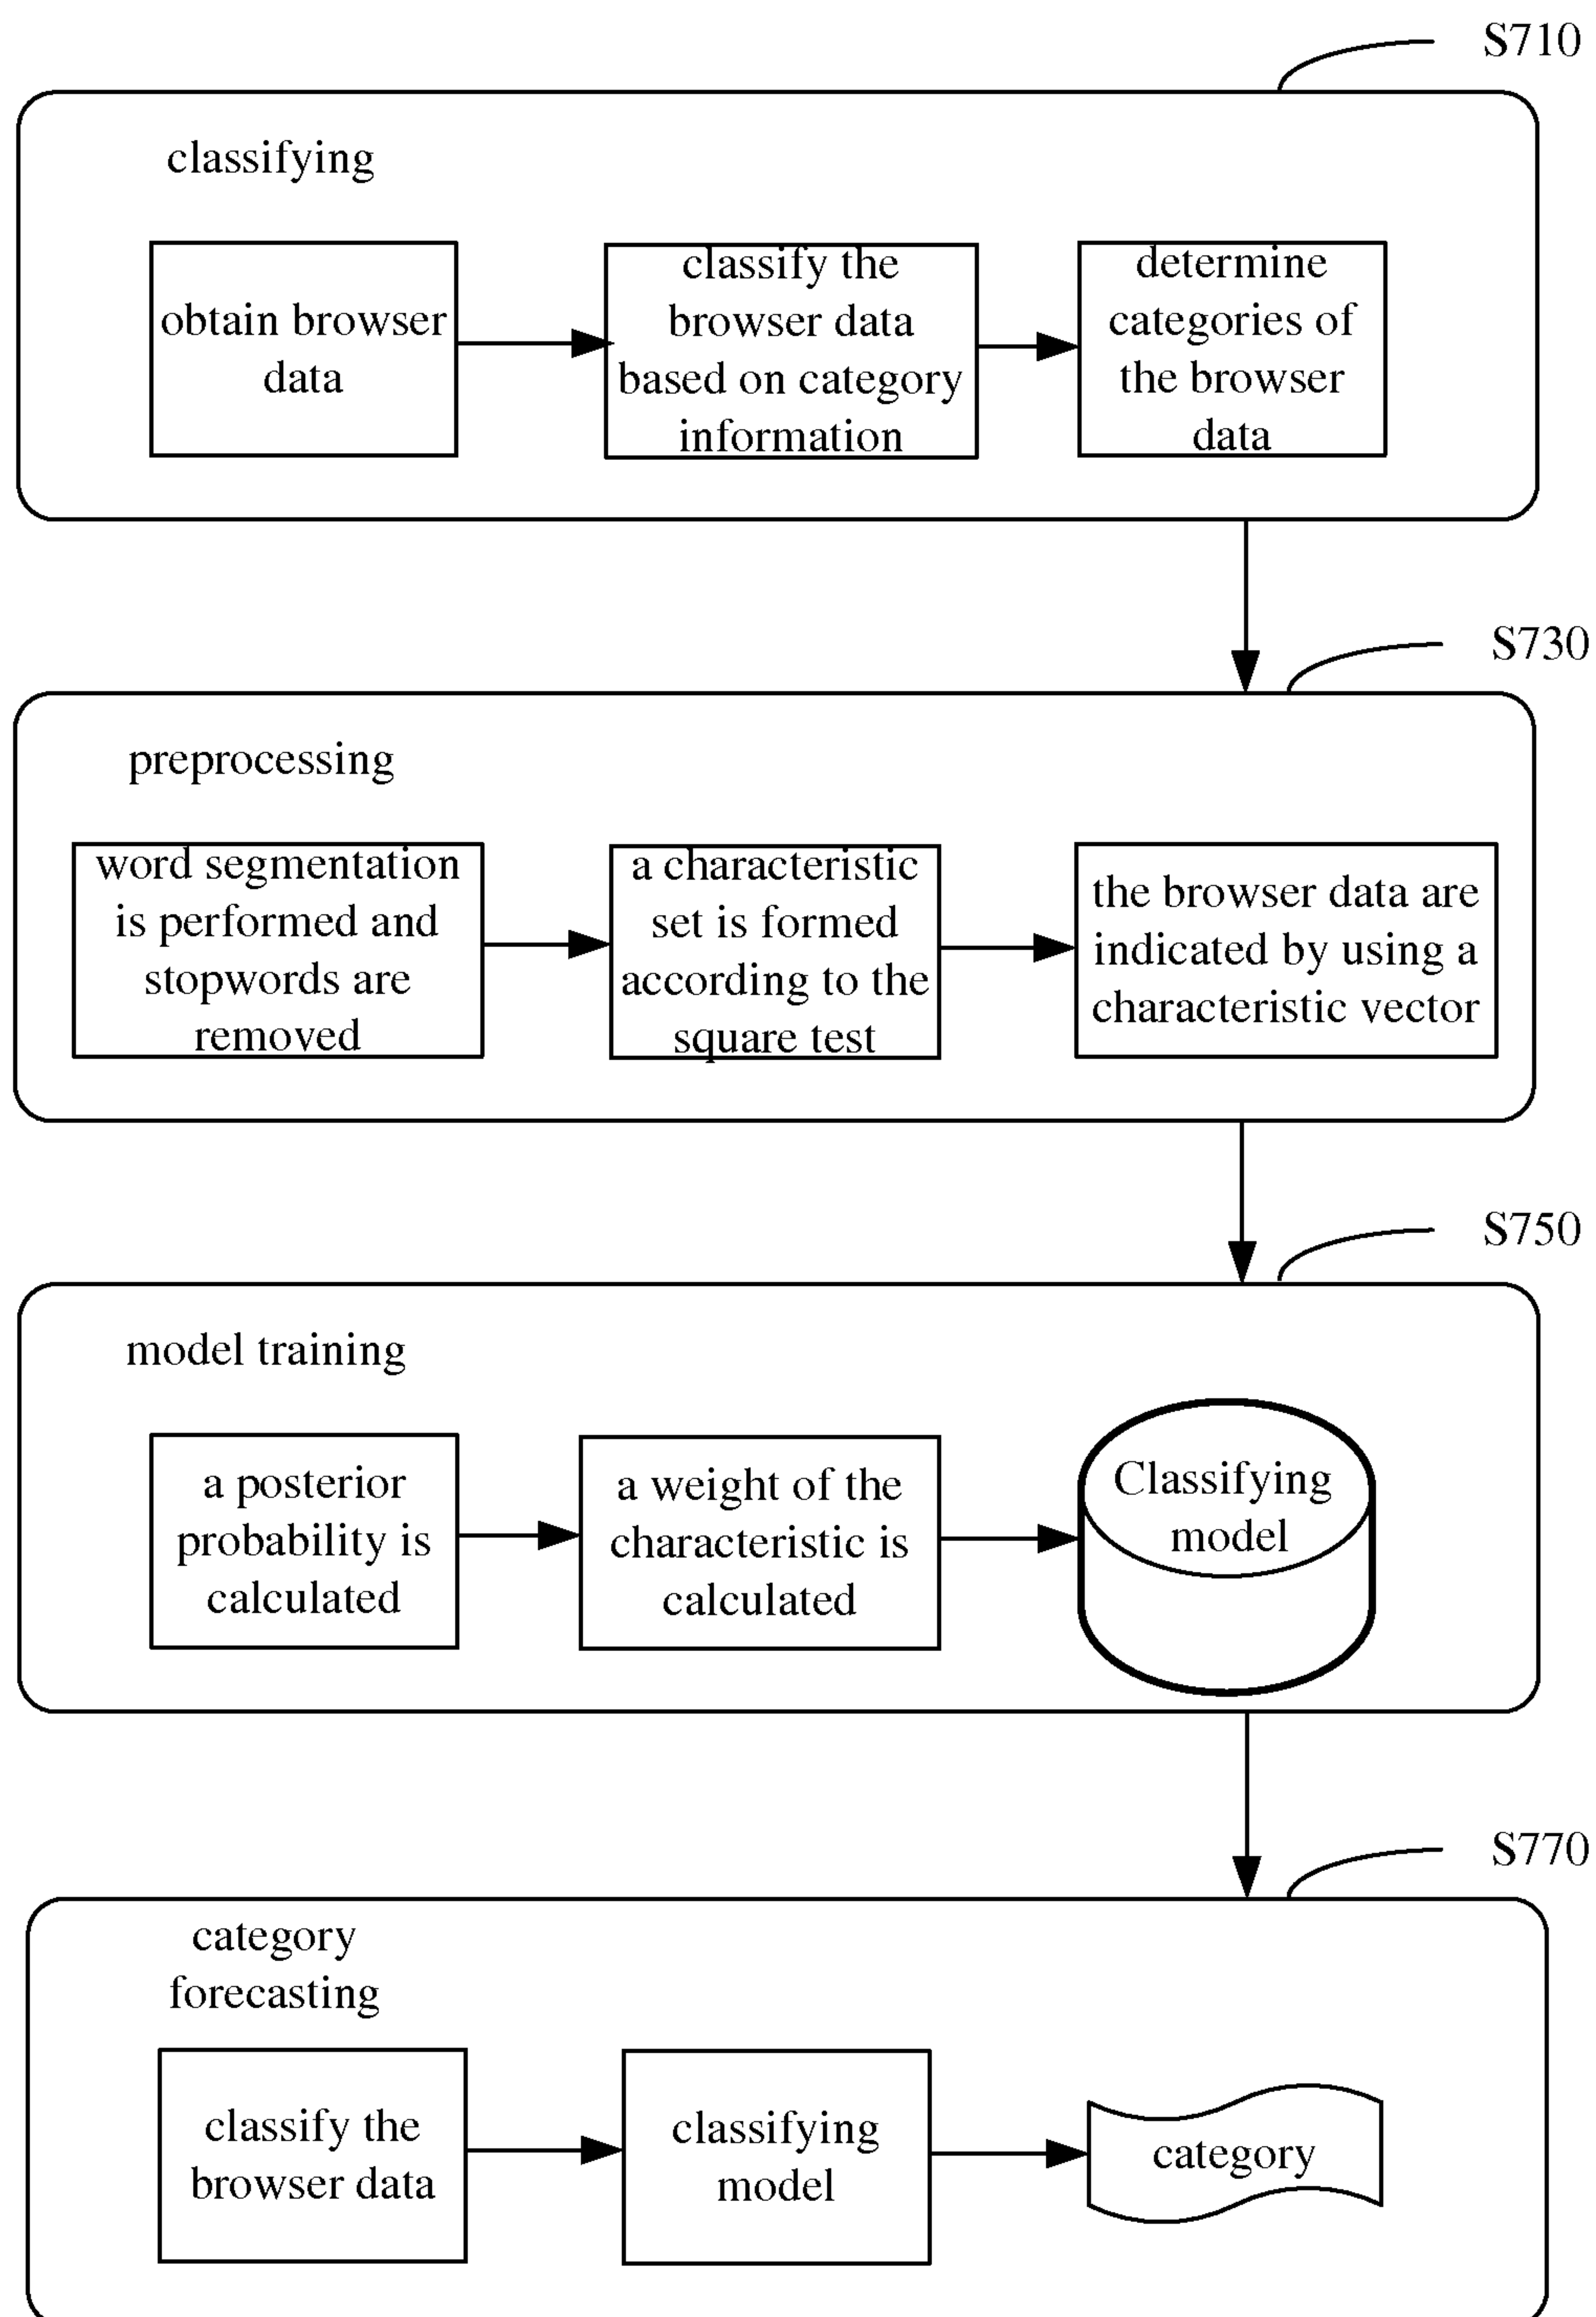 S710
classifying
obtain browser
data
classify the
browser data
based on category
information
determine
categories of
the browser
data
S730
preprocessing
word segmentation
is performed and
stopwords are
removed
a characteristic
set is formed
according to the
square test
the browser data are
indicated by using a
characteristic vector
S750
model training
a posterior
probability is
calculated
a weight of the
characteristic is
calculated
Classifying
model
S770
category
forecasting
classify the
browser data
classifying
model
category